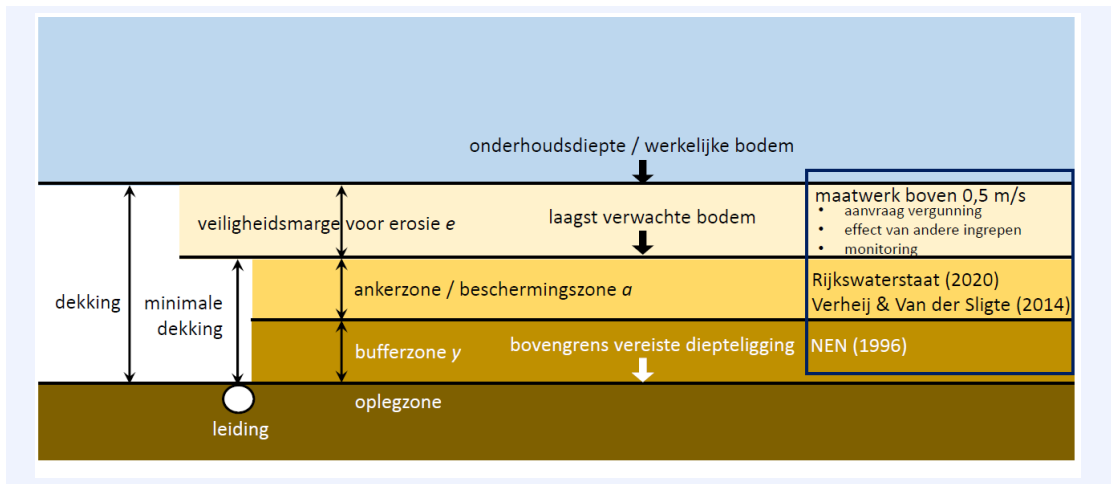 onderhoudsdiepte / werkelijke bodem
maatwerk boven 0,5 m/s
• aanvraag vergunning
• effect van andere ingrepen
• monitoring
veiligheidsmarge voor erosie e
laagst verwachte bodem
dekking
minimale
dekking
ankerzone / beschermingszone a
Rijkswaterstaat (2020)
Verheij & Van der Sligte (2014)
bufferzone y
bovengrens vereiste diepteligging
NEN (1996)
oplegzone
leiding